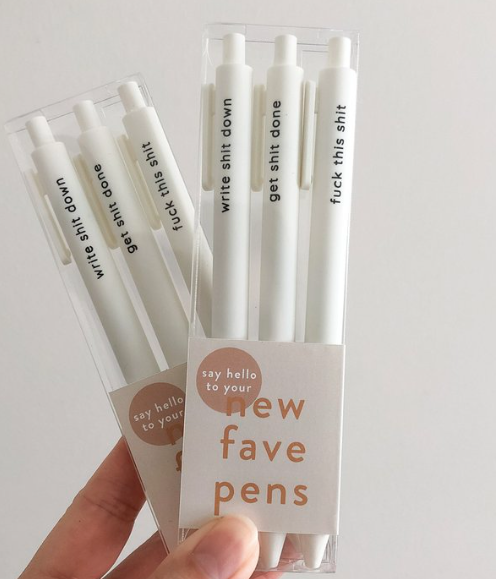 write shit down
get shit done
fuck this shit
write shit down
get shit done
fuck this shit
say hello
to your
say hello
to your
new
fave
pens